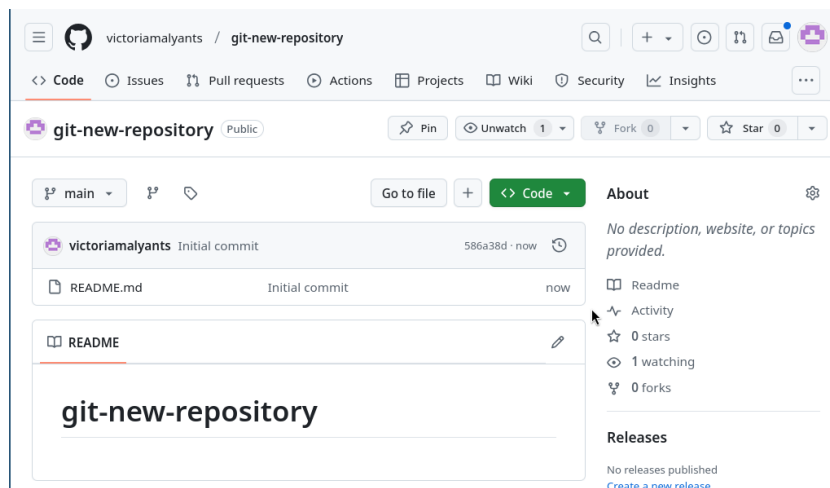 victoriamalyants / git-new-repository
Code Issues Pull requests Actions Projects Wiki Security Insights
git-new-repository Public Pin Unwatch 1 Fork 0 Star 0
main Go to file Code
victoriamalyants Initial commit 586a38d · now
README.md Initial commit now
README
git-new-repository
About
No description, website, or topics
provided.
Readme
Activity
0 stars
1 watching
0 forks
Releases
No releases published
Create a new release